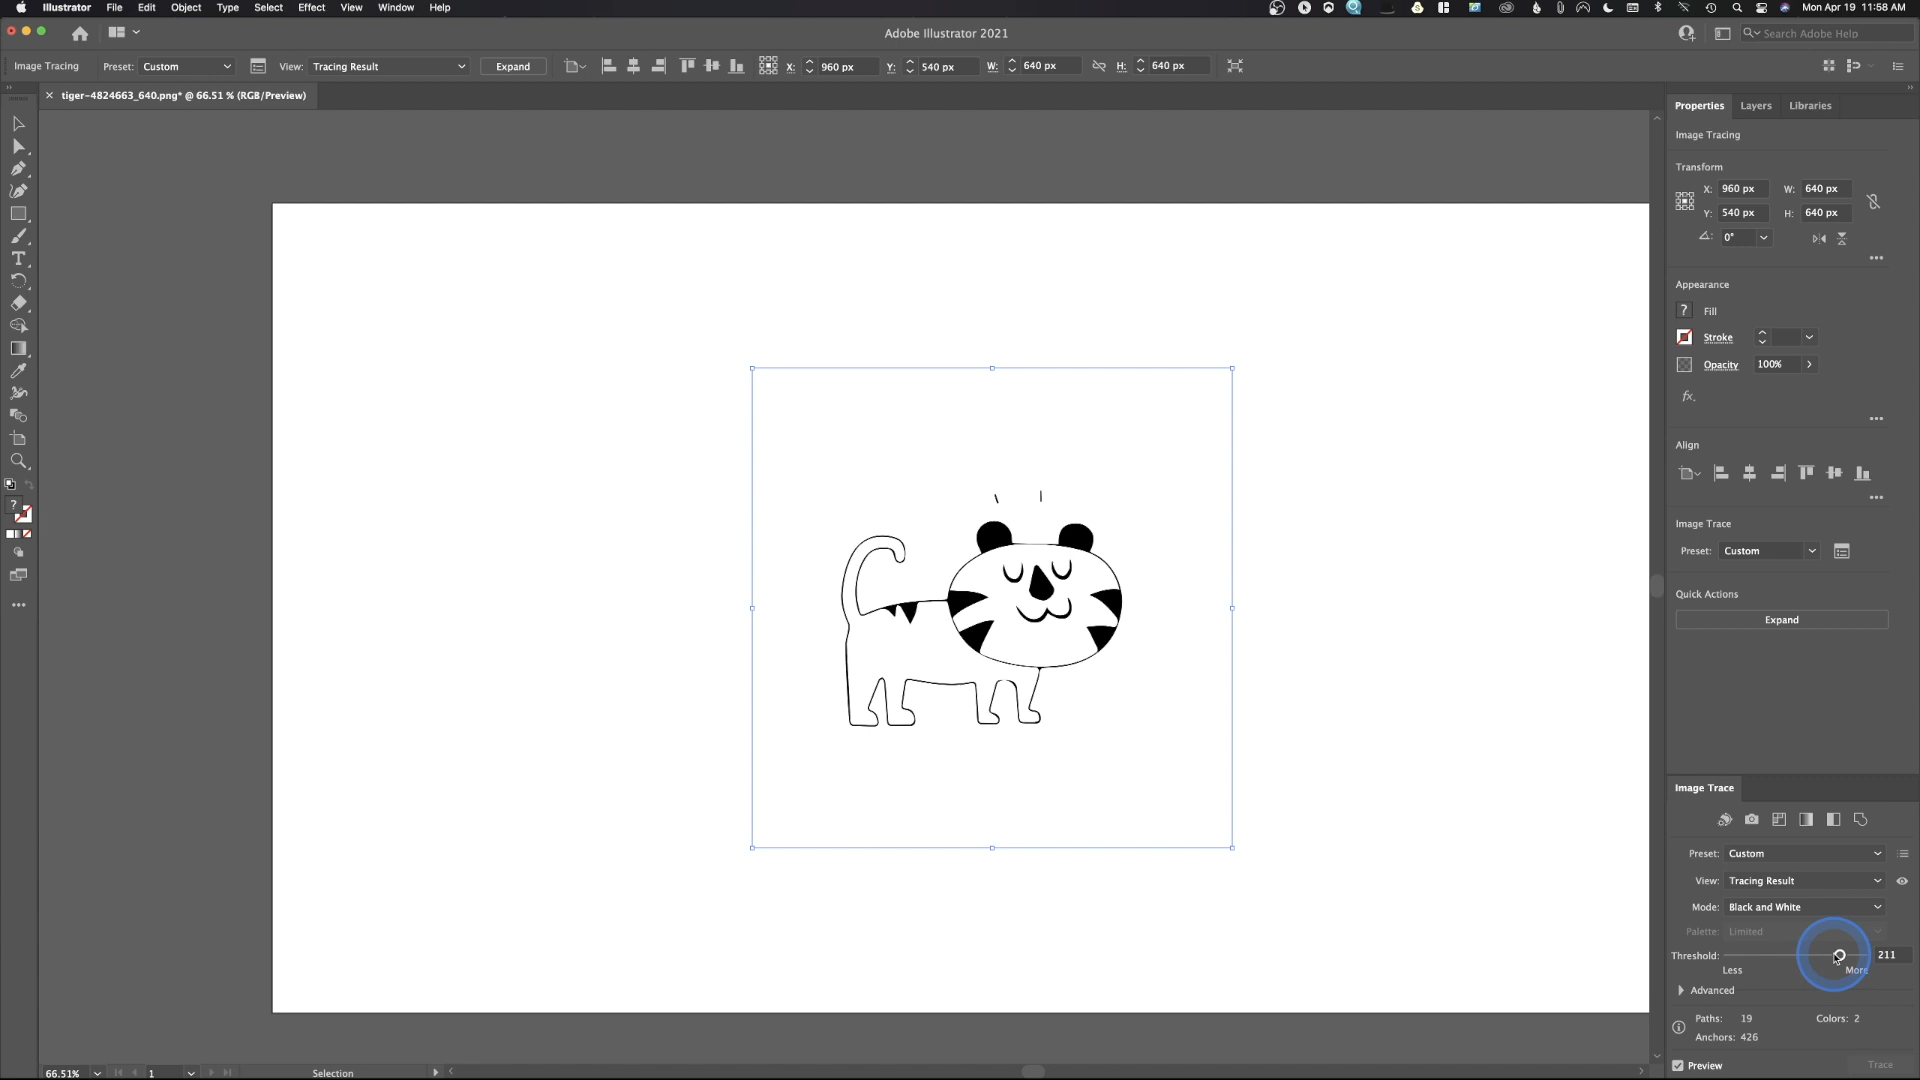 Illustrator File Edit Object Type Select Effect View Window Help Mon Apr 19 11:58 AM
Adobe Illustrator 2021 Search Adobe Help
Image Tracing Preset: Custom View: Tracing Result Expand X: 960 px Y: 540 px W: 640 px H: 640 px
tiger-4824663_640.png* @ 66.51 % (RGB/Preview)
Properties Layers Libraries
Image Tracing
Transform
X: 960 px W: 640 px
Y: 540 px H: 640 px
0°
Appearance
? Fill
Stroke
Opacity 100%
fx.
Align
Image Trace
Preset: Custom
Quick Actions
Expand
Image Trace
Preset: Custom
View: Tracing Result
Mode: Black and White
Palette: Limited
Threshold: 211
Less More
Advanced
Paths: 19 Colors: 2
Anchors: 426
Preview Trace
66.51% 1 Selection